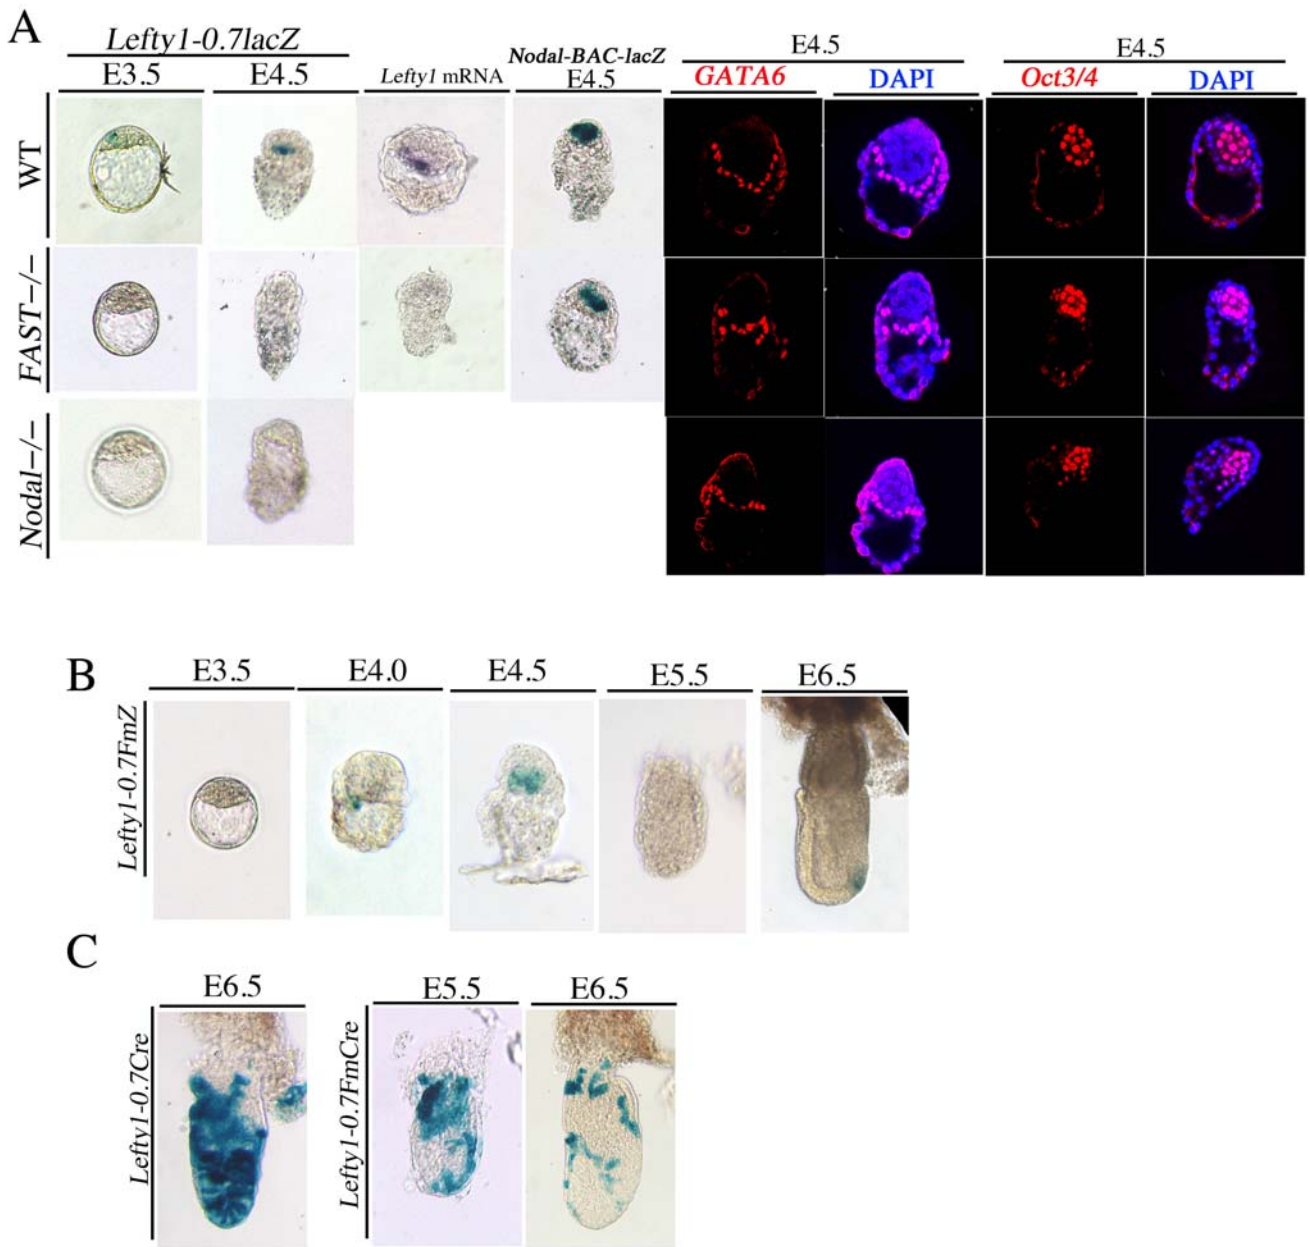 A
Lefty1-0.7lacZ
E3.5 E4.5
Lefty1 mRNA
Nodal-BAC-lacZ
E4.5
E4.5
GATA6 DAPI
E4.5
Oct3/4 DAPI
WT
FAST−/−
Nodal−/−
B
E3.5 E4.0 E4.5 E5.5 E6.5
Lefty1-0.7FmZ
C
E6.5 E5.5 E6.5
Lefty1-0.7Cre
Lefty1-0.7FmCre